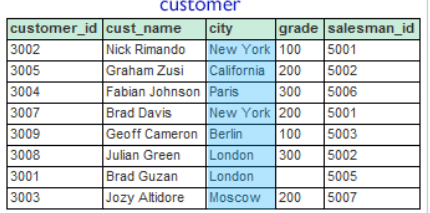 customer
customer_id cust_name city grade salesman_id
3002 Nick Rimando New York 100 5001
3005 Graham Zusi California 200 5002
3004 Fabian Johnson Paris 300 5006
3007 Brad Davis New York 200 5001
3009 Geoff Cameron Berlin 100 5003
3008 Julian Green London 300 5002
3001 Brad Guzan London 5005
3003 Jozy Altidore Moscow 200 5007